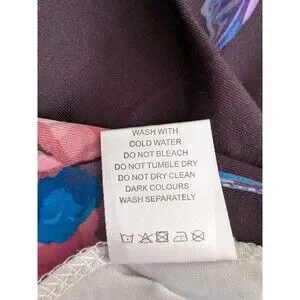 WASH WITH
COLD WATER
DO NOT BLEACH
DO NOT TUMBLE DRY
DO NOT DRY CLEAN
DARK COLOURS
WASH SEPARATELY